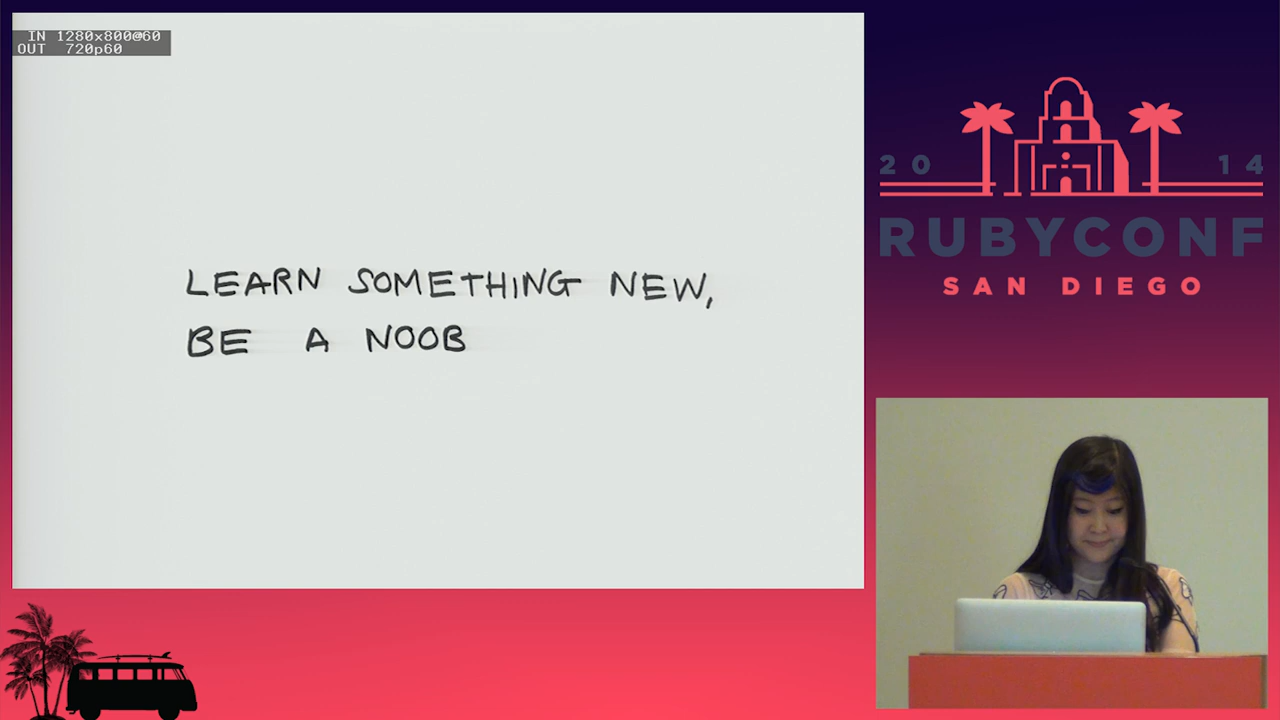 IN 1280x800@60
OUT 720p60
LEARN SOMETHING NEW,
BE A NOOB
20 14
RUBYCONF
SAN DIEGO